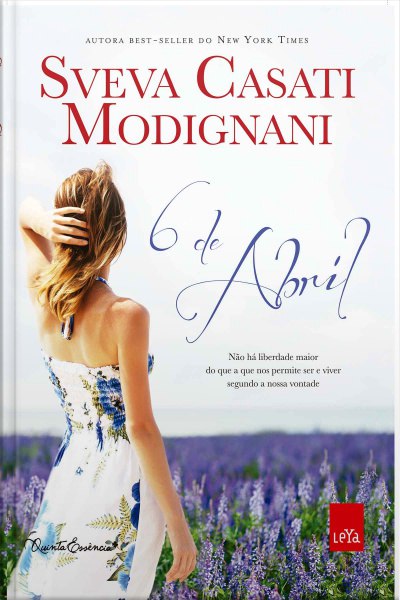 AUTORA BEST-SELLER DO NEW YORK TIMES
SVEVA CASATI
MODIGNANI
6 de
Abril
Não há liberdade maior
do que a que nos permite ser e viver
segundo a nossa vontade
QuintaEssência
LeYa